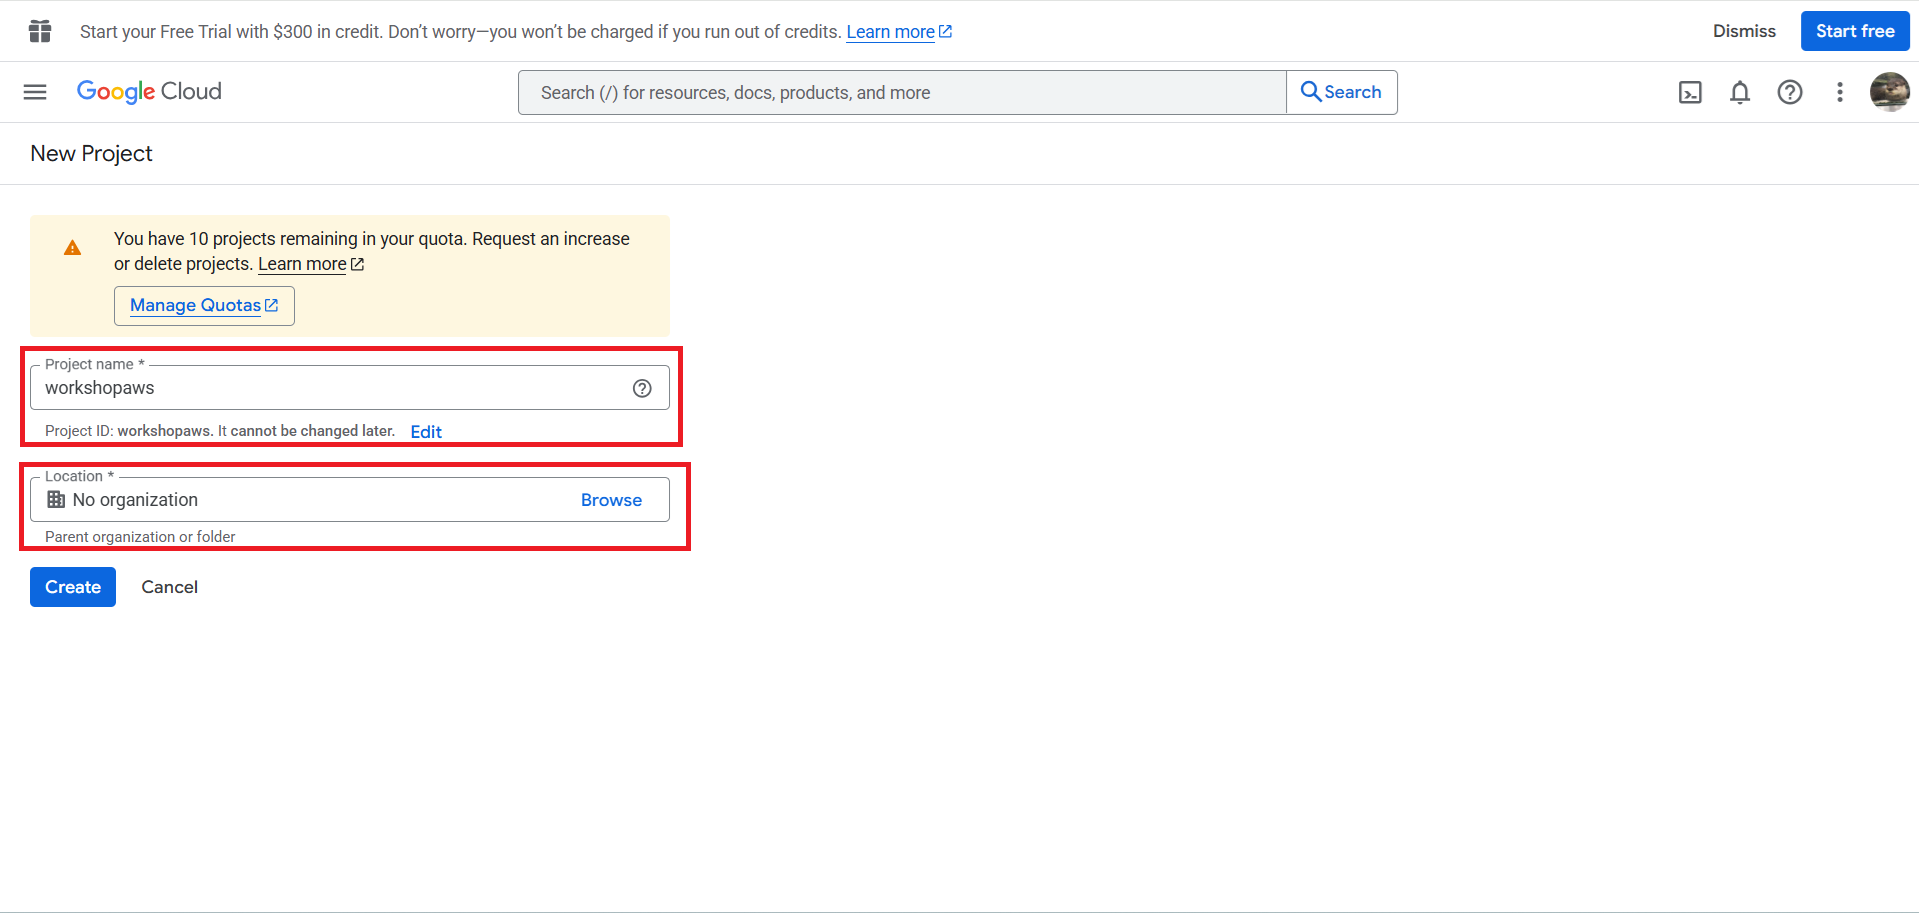 Start your Free Trial with $300 in credit. Don’t worry—you won’t be charged if you run out of credits. Learn more
Dismiss
Start free
Google Cloud
Search (/) for resources, docs, products, and more
Search
New Project
You have 10 projects remaining in your quota. Request an increase
or delete projects. Learn more
Manage Quotas
Project name *
workshopaws
Project ID: workshopaws. It cannot be changed later. Edit
Location *
No organization
Browse
Parent organization or folder
Create
Cancel